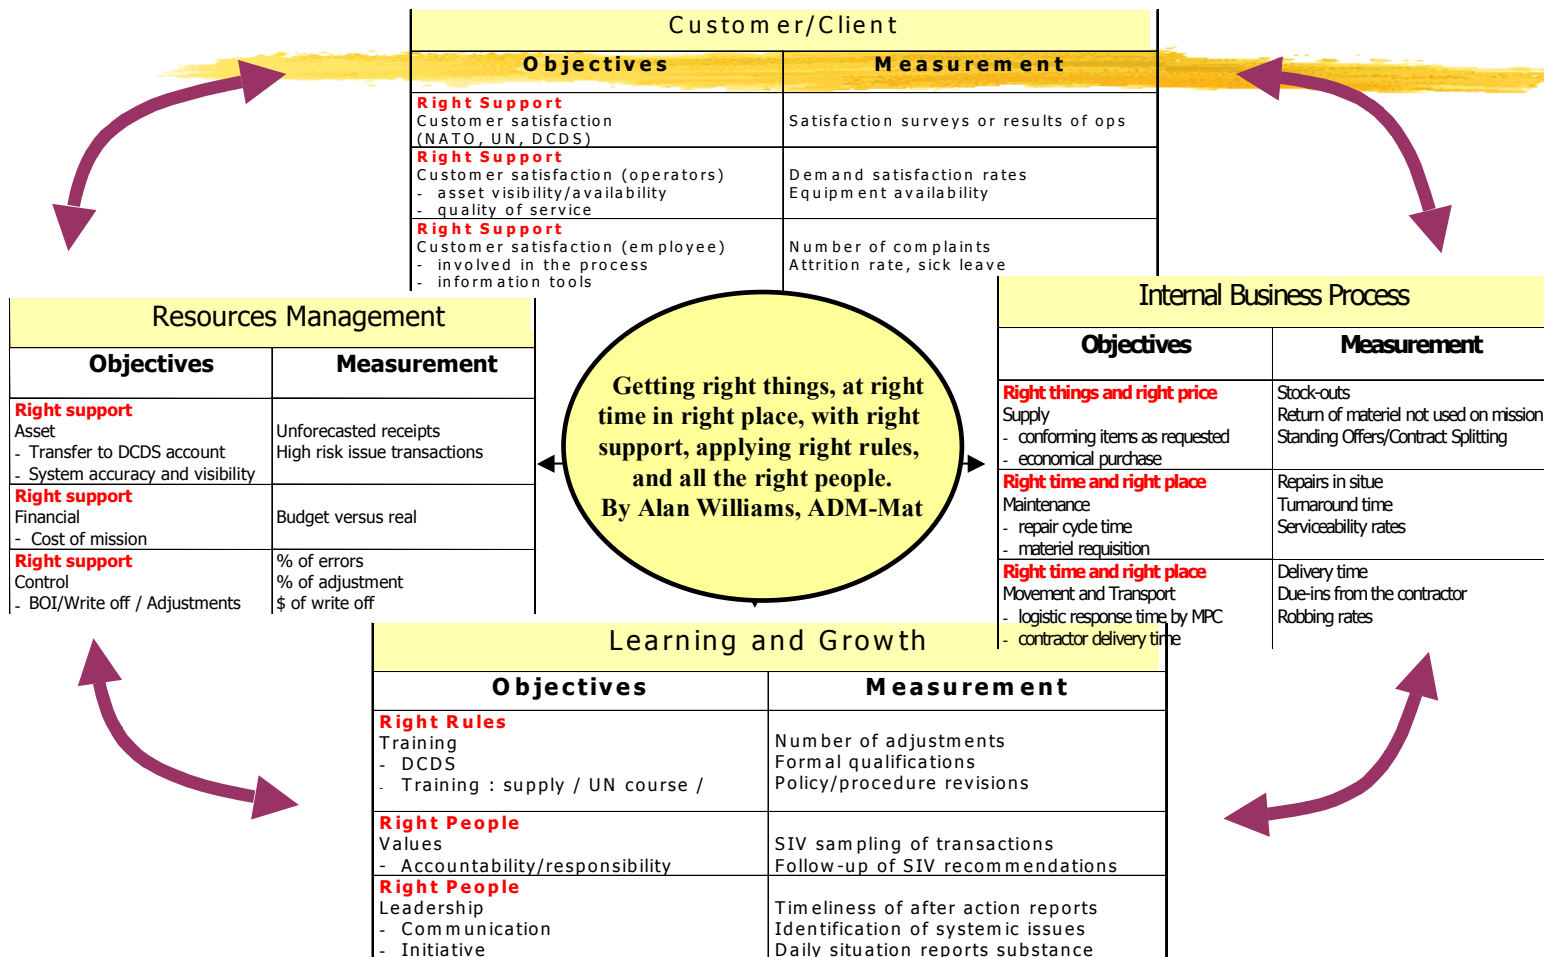 Customer/Client
Objectives Measurement
Right Support
Customer satisfaction Satisfaction surveys or results of ops
(NATO, UN, DCDS)
Right Support
Customer satisfaction (operators) Demand satisfaction rates
- asset visibility/availability Equipment availability
- quality of service
Right Support
Customer satisfaction (employee) Number of complaints
- involved in the process Attrition rate, sick leave
- information tools
Resources Management
Objectives Measurement
Right support
Asset Unforecasted receipts
- Transfer to DCDS account High risk issue transactions
- System accuracy and visibility
Right support
Financial Budget versus real
- Cost of mission
Right support % of errors
Control % of adjustment
- BOI/Write off / Adjustments $ of write off
Getting right things, at right
time in right place, with right
support, applying right rules,
and all the right people.
By Alan Williams, ADM-Mat
Internal Business Process
Objectives Measurement
Right things and right price Stock-outs
Supply Return of materiel not used on mission
- conforming items as requested Standing Offers/Contract Splitting
- economical purchase
Right time and right place Repairs in situe
Maintenance Turnaround time
- repair cycle time Serviceability rates
- materiel requisition
Right time and right place Delivery time
Movement and Transport Due-ins from the contractor
- logistic response time by MPC Robbing rates
- contractor delivery time
Learning and Growth
Objectives Measurement
Right Rules
Training Number of adjustments
- DCDS Formal qualifications
- Training : supply / UN course / Policy/procedure revisions
Right People
Values SIV sampling of transactions
- Accountability/responsibility Follow-up of SIV recommendations
Right People
Leadership Timeliness of after action reports
- Communication Identification of systemic issues
- Initiative Daily situation reports substance